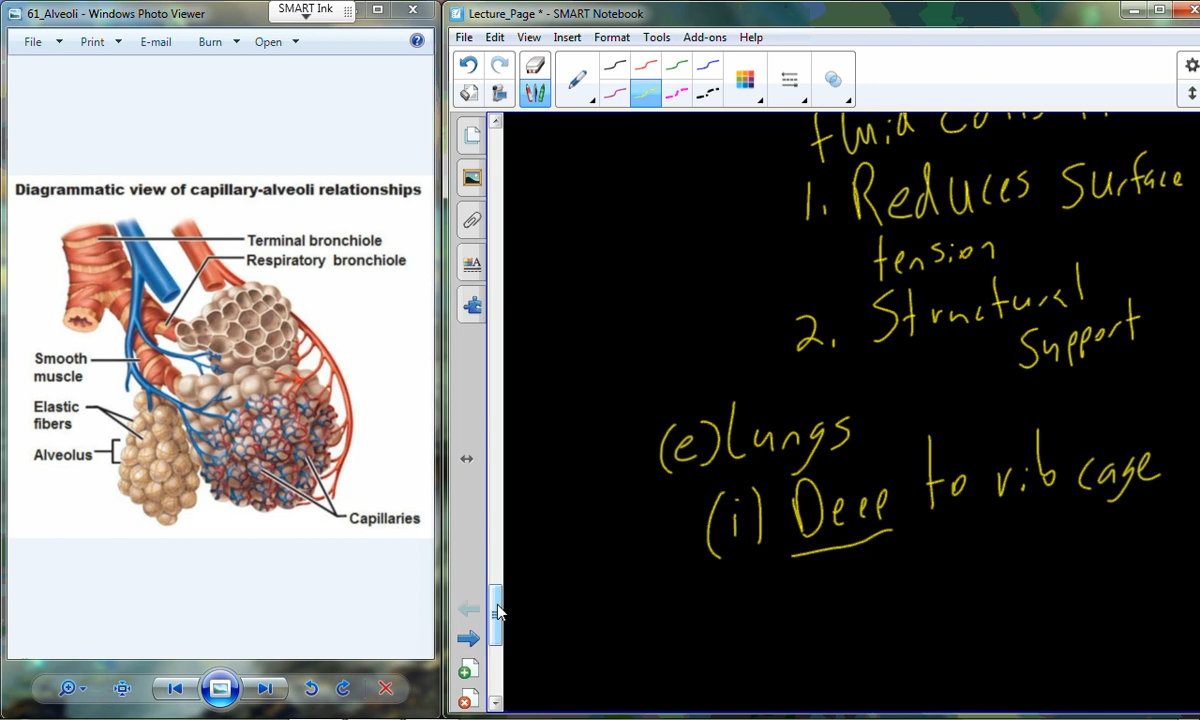 61_Alveoli - Windows Photo Viewer
SMART Ink
File Print E-mail Burn Open
Diagrammatic view of capillary-alveoli relationships
Terminal bronchiole
Respiratory bronchiole
Smooth
muscle
Elastic
fibers
Alveolus
Capillaries
Lecture_Page * - SMART Notebook
File Edit View Insert Format Tools Add-ons Help
fluid
1. Reduces surface
tension
2. Structural
Support
(e) Lungs
(i) Deep to rib cage